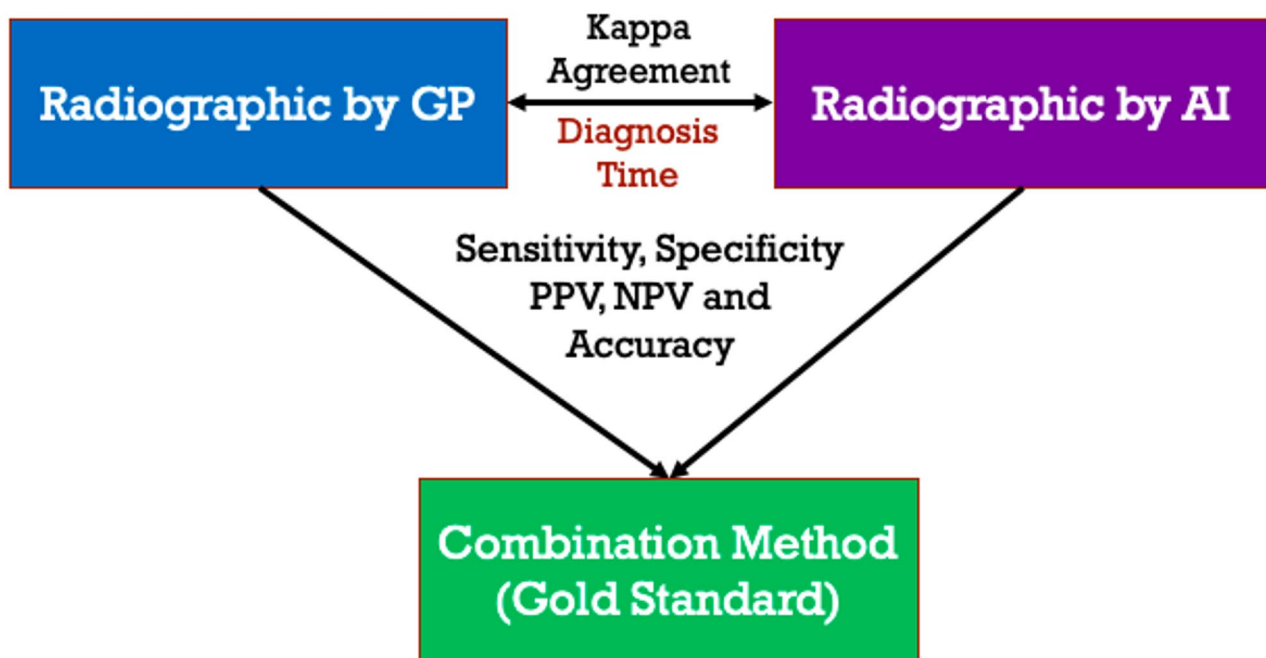 Radiographic by GP
Kappa
Agreement
Diagnosis
Time
Radiographic by AI
Sensitivity, Specificity
PPV, NPV and
Accuracy
Combination Method
(Gold Standard)